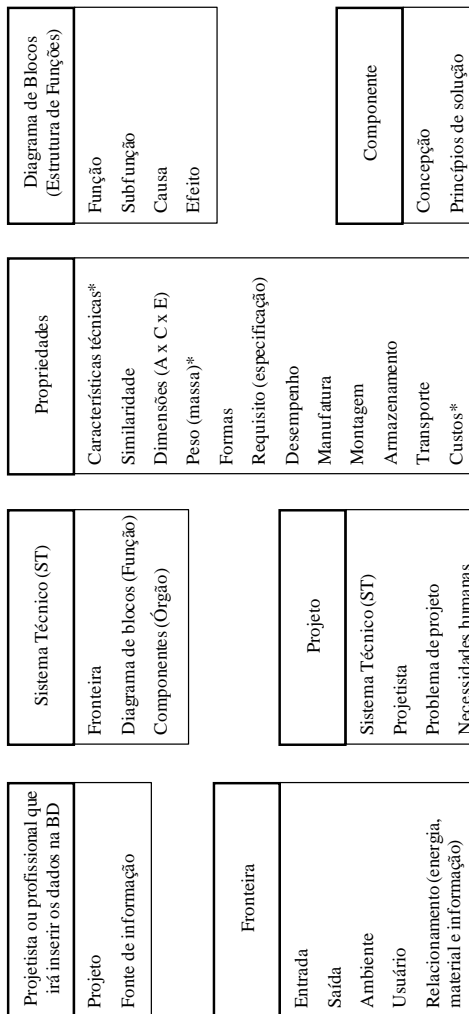 Projetista ou profissional que
irá inserir os dados na BD
Projeto
Fonte de informação
Fronteira
Entrada
Saída
Ambiente
Usuário
Relacionamento (energia,
material e informação)
Sistema Técnico (ST)
Fronteira
Diagrama de blocos (Função)
Componentes (Órgão)
Projeto
Sistema Técnico (ST)
Projetista
Problema de projeto
Necessidades humanas
Propriedades
Características técnicas*
Similaridade
Dimensões (A x C x E)
Peso (massa)*
Formas
Requisito (especificação)
Desempenho
Manufatura
Montagem
Armazenamento
Transporte
Custos*
Diagrama de Blocos
(Estrutura de Funções)
Função
Subfunção
Causa
Efeito
Componente
Concepção
Princípios de solução